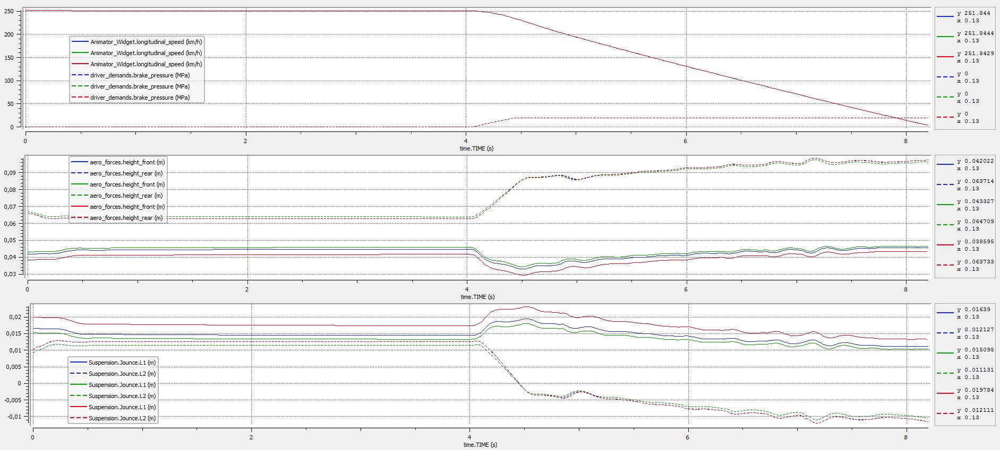 250
200
150
100
50
0
Animator_Widget.longitudinal_speed (km/h)
Animator_Widget.longitudinal_speed (km/h)
Animator_Widget.longitudinal_speed (km/h)
driver_demands.brake_pressure (MPa)
driver_demands.brake_pressure (MPa)
driver_demands.brake_pressure (MPa)
0 2 4 6 8
time.TIME (s)
y 251.844
x 0.13
y 251.8444
x 0.13
y 251.8429
x 0.13
y 0
x 0.13
y 0
x 0.13
y 0
x 0.13
0,09
0,08
0,07
0,06
0,05
0,04
0,03
aero_forces.height_front (m)
aero_forces.height_rear (m)
aero_forces.height_front (m)
aero_forces.height_rear (m)
aero_forces.height_front (m)
aero_forces.height_rear (m)
0 2 4 6 8
time.TIME (s)
y 0.042022
x 0.13
y 0.063714
x 0.13
y 0.043327
x 0.13
y 0.064709
x 0.13
y 0.038595
x 0.13
y 0.063733
x 0.13
0,02
0,015
0,01
0,005
0
-0,005
-0,01
Suspension.Jounce.L1 (m)
Suspension.Jounce.L2 (m)
Suspension.Jounce.L1 (m)
Suspension.Jounce.L2 (m)
Suspension.Jounce.L1 (m)
Suspension.Jounce.L2 (m)
0 2 4 6 8
time.TIME (s)
y 0.01639
x 0.13
y 0.012127
x 0.13
y 0.015095
x 0.13
y 0.011131
x 0.13
y 0.019784
x 0.13
y 0.012111
x 0.13